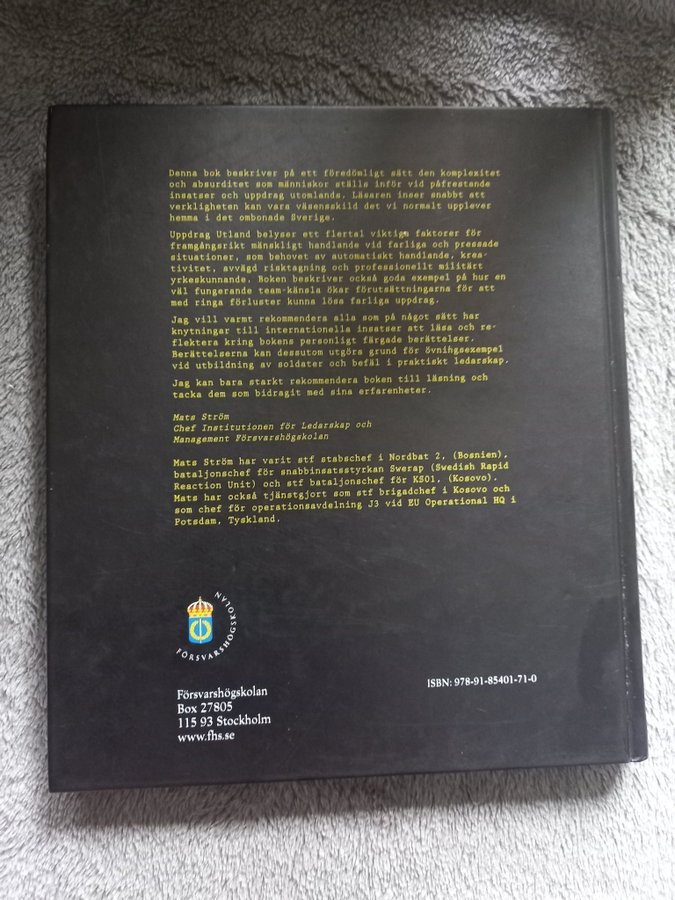 Denna bok beskriver på ett föredömligt sätt den komplexitet
och absurditet som människor ställs inför vid påfrestande
insatser och uppdrag utomlands. Läsaren inser snabbt att
verkligheten kan vara väsensskild det vi normalt upplever
hemma i det ombonade Sverige.
Uppdrag Utland belyser ett flertal viktiga faktorer för
framgångsrikt mänskligt handlande vid farliga och pressade
situationer, som behovet av automatiskt handlande, krea-
tivitet, avvägd risktagning och professionellt militärt
yrkeskunnande. Boken beskriver också goda exempel på hur en
väl fungerande team-känsla ökar förutsättningarna för att
med ringa förluster kunna lösa farliga uppdrag.
Jag vill varmt rekommendera alla som på något sätt har
knytningar till internationella insatser att läsa och re-
flektera kring bokens personligt färgade berättelser.
Berättelserna kan dessutom utgöra grund för övningsexempel
vid utbildning av soldater och befäl i praktiskt ledarskap.
Jag kan bara starkt rekommendera boken till läsning och
tacka dem som bidragit med sina erfarenheter.
Mats Ström
Chef Institutionen för Ledarskap och
Management Försvarshögskolan
Mats Ström har varit stf stabschef i Nordbat 2, (Bosnien),
bataljonschef för snabbinsatsstyrkan Swerap (Swedish Rapid
Reaction Unit) och stf bataljonschef för KS01, (Kosovo).
Mats har också tjänstgjort som stf brigadchef i Kosovo och
som chef för operationsavdelning J3 vid EU Operational HQ i
Potsdam, Tyskland.
FÖRSVARSHÖGSKOLAN
Försvarshögskolan
Box 27805
115 93 Stockholm
www.fhs.se
ISBN: 978-91-85401-71-0